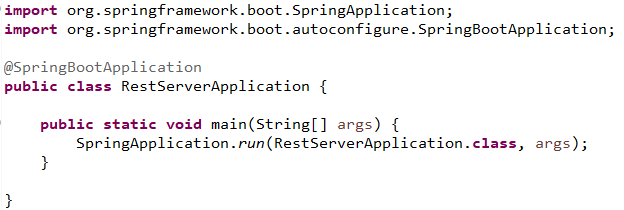 import org.springframework.boot.SpringApplication;
import org.springframework.boot.autoconfigure.SpringBootApplication;
@SpringBootApplication
public class RestServerApplication {
public static void main(String[] args) {
SpringApplication.run(RestServerApplication.class, args);
}
}